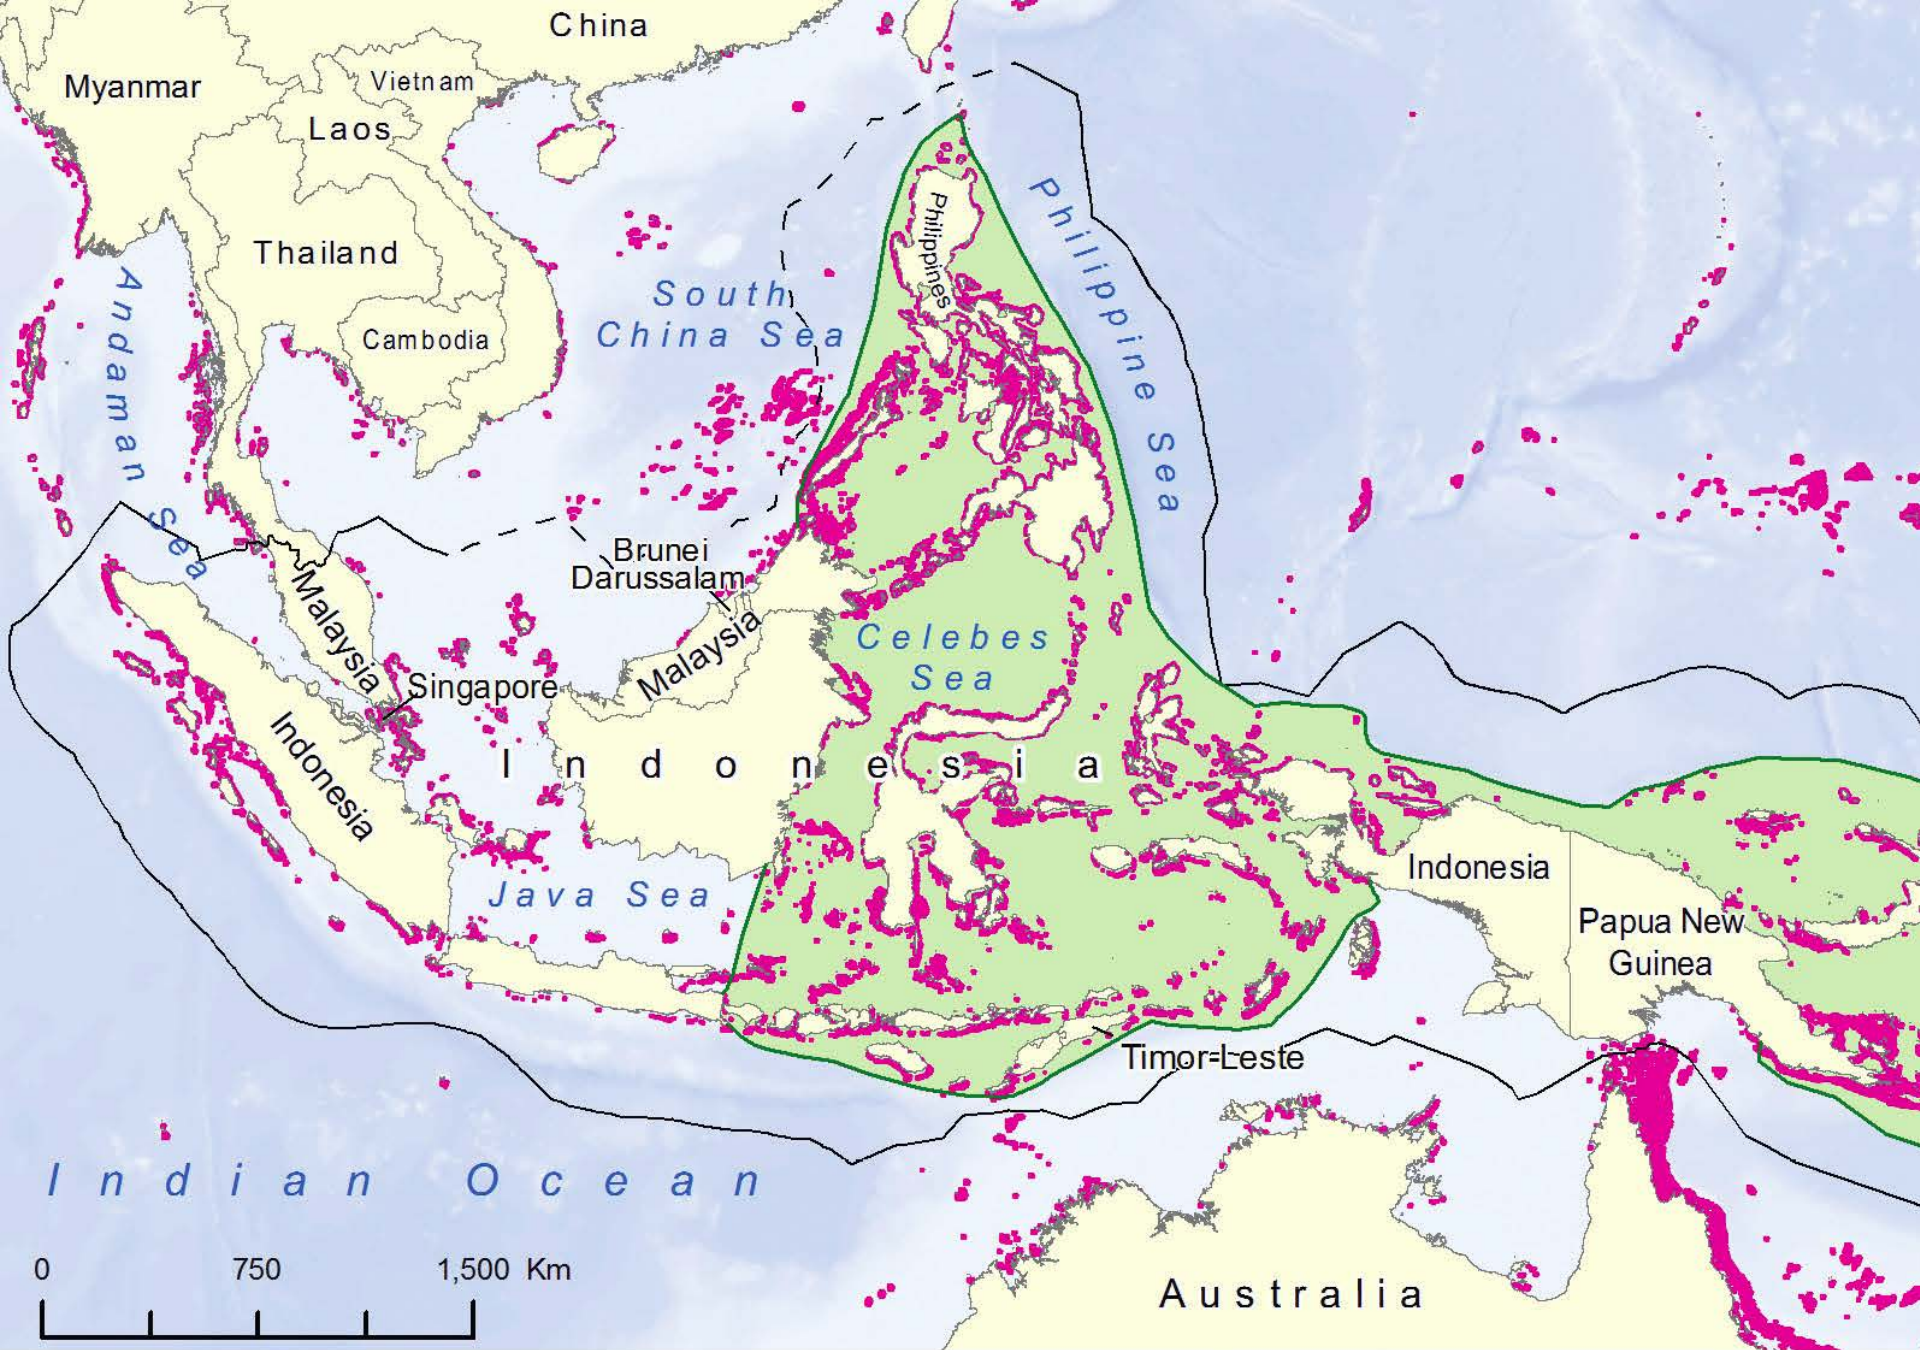 China
Myanmar
Vietnam
Laos
Thailand
Cambodia
Philippines
Philippine Sea
South
China Sea
Andaman Sea
Brunei
Darussalam
Malaysia
Malaysia
Celebes
Sea
Singapore
Indonesia
Indonesia
Indonesia
Java Sea
Papua New
Guinea
Timor-Leste
Indian Ocean
Australia
0 750 1,500 Km